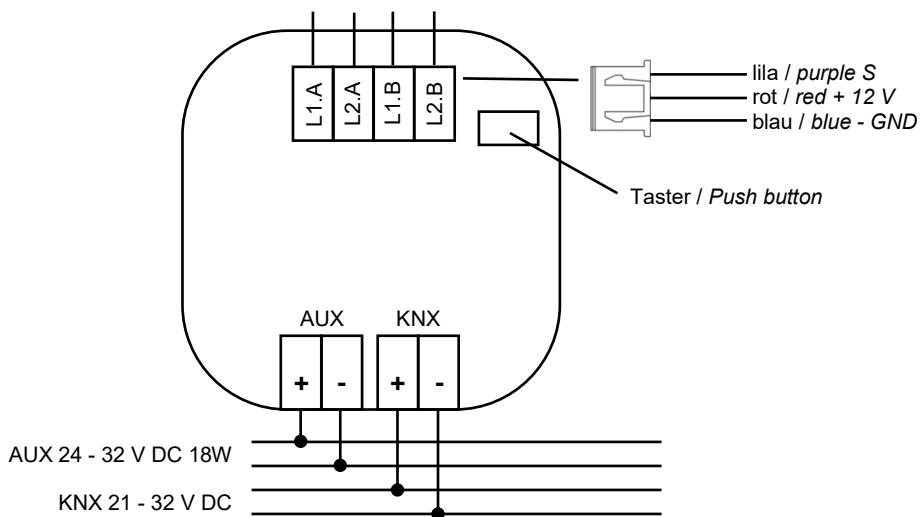 L1.A
L2.A
L1.B
L2.B
lila / purple S
rot / red + 12 V
blau / blue - GND
Taster / Push button
AUX KNX
+ - + -
AUX 24 - 32 V DC 18W
KNX 21 - 32 V DC